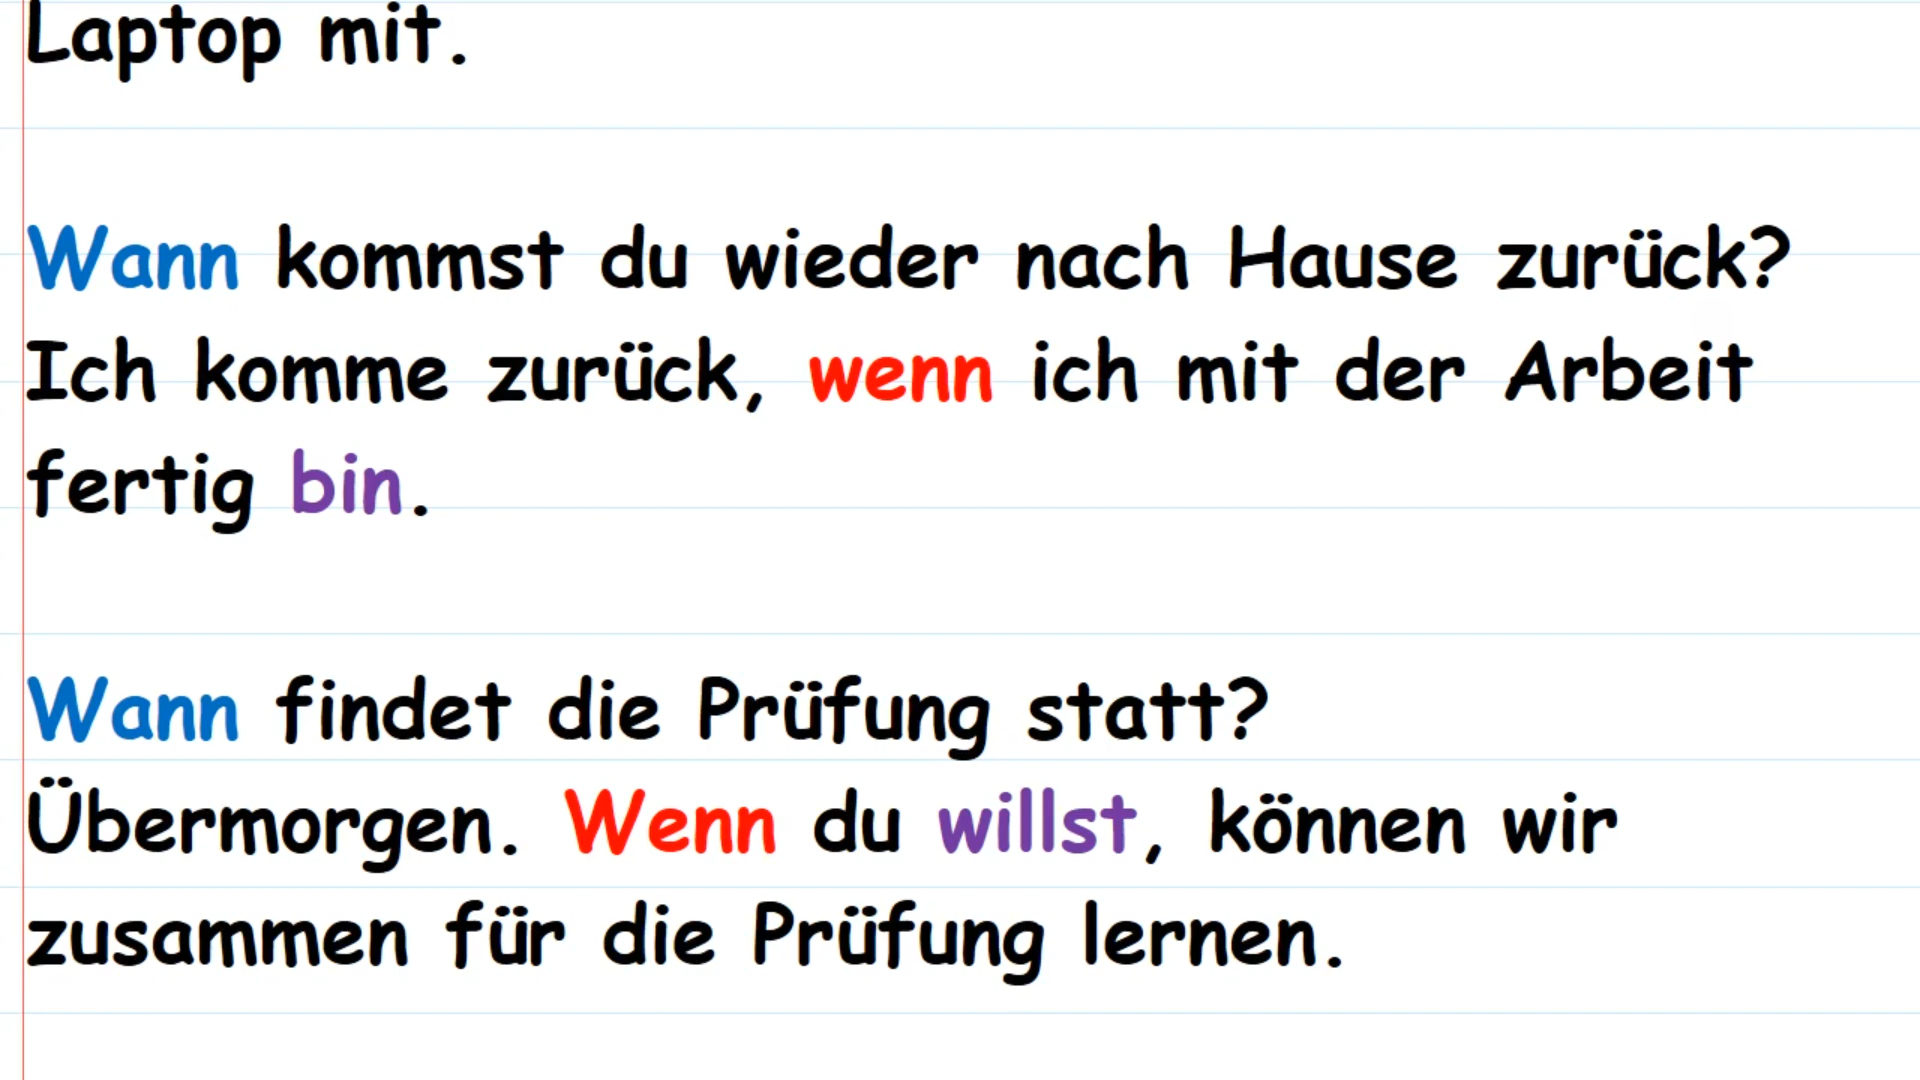 Laptop mit.
Wann kommst du wieder nach Hause zurück?
Ich komme zurück, wenn ich mit der Arbeit
fertig bin.
Wann findet die Prüfung statt?
Übermorgen. Wenn du willst, können wir
zusammen für die Prüfung lernen.